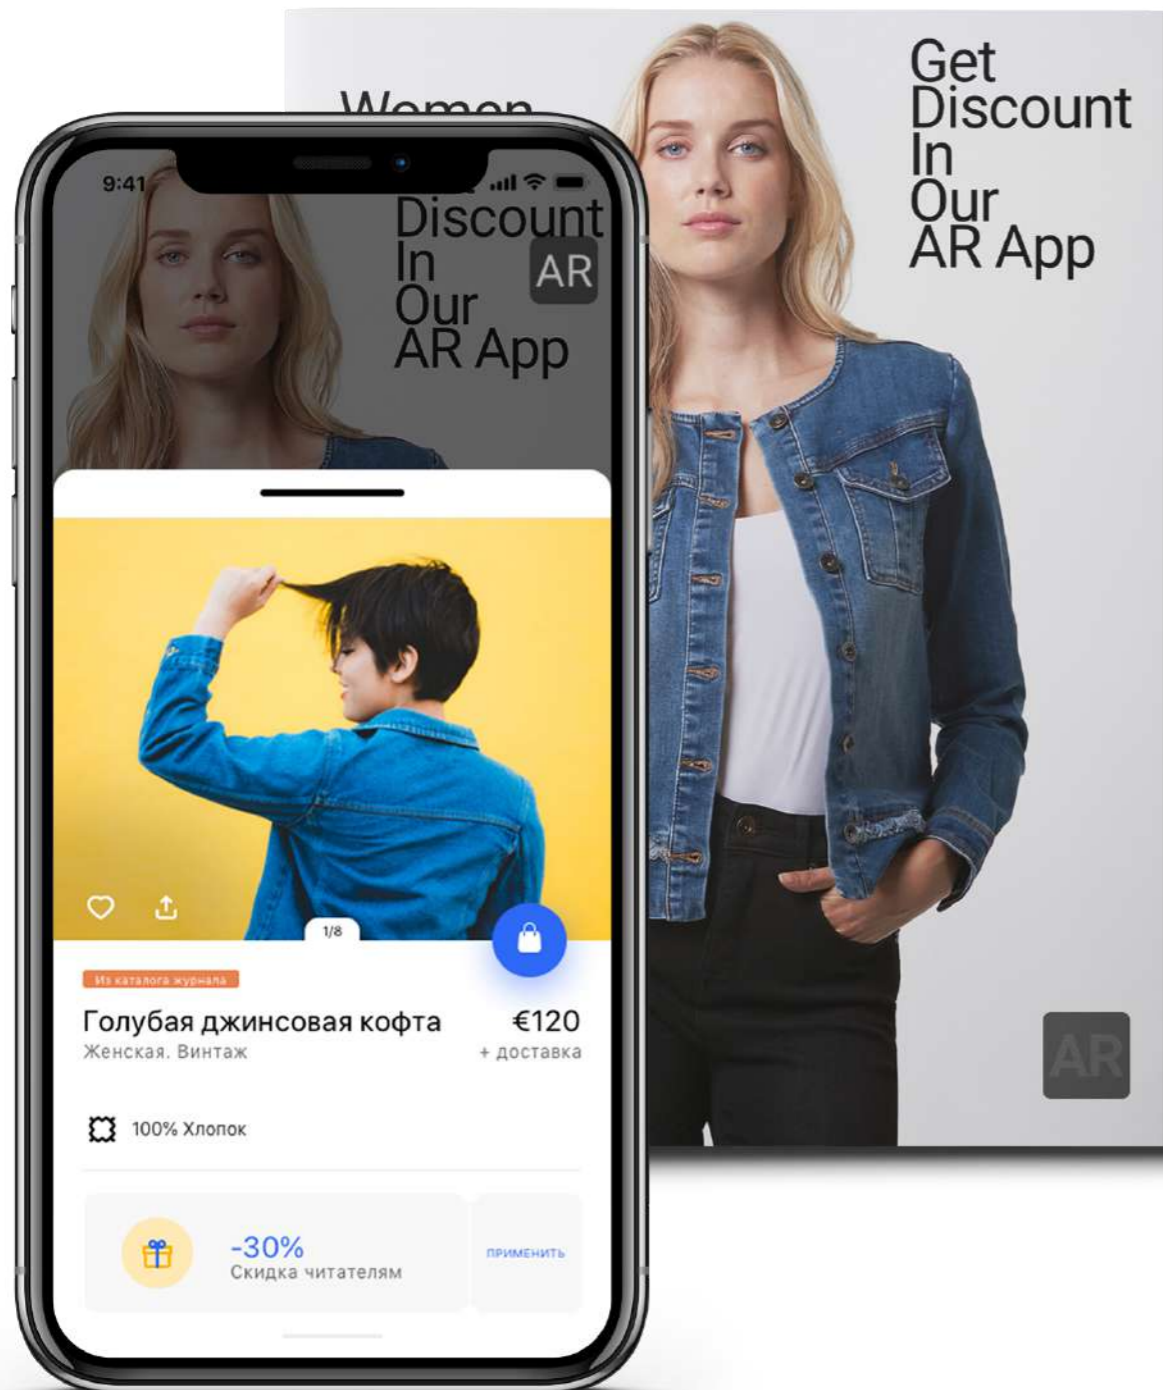 Women
Get
Discount
In
Our
AR App
9:41
Discount
In
Our
AR App
AR
1/8
Из каталога журнала
Голубая джинсовая кофта
€120
Женская. Винтаж
+ доставка
100% Хлопок
-30%
Скидка читателям
ПРИМЕНИТЬ
AR